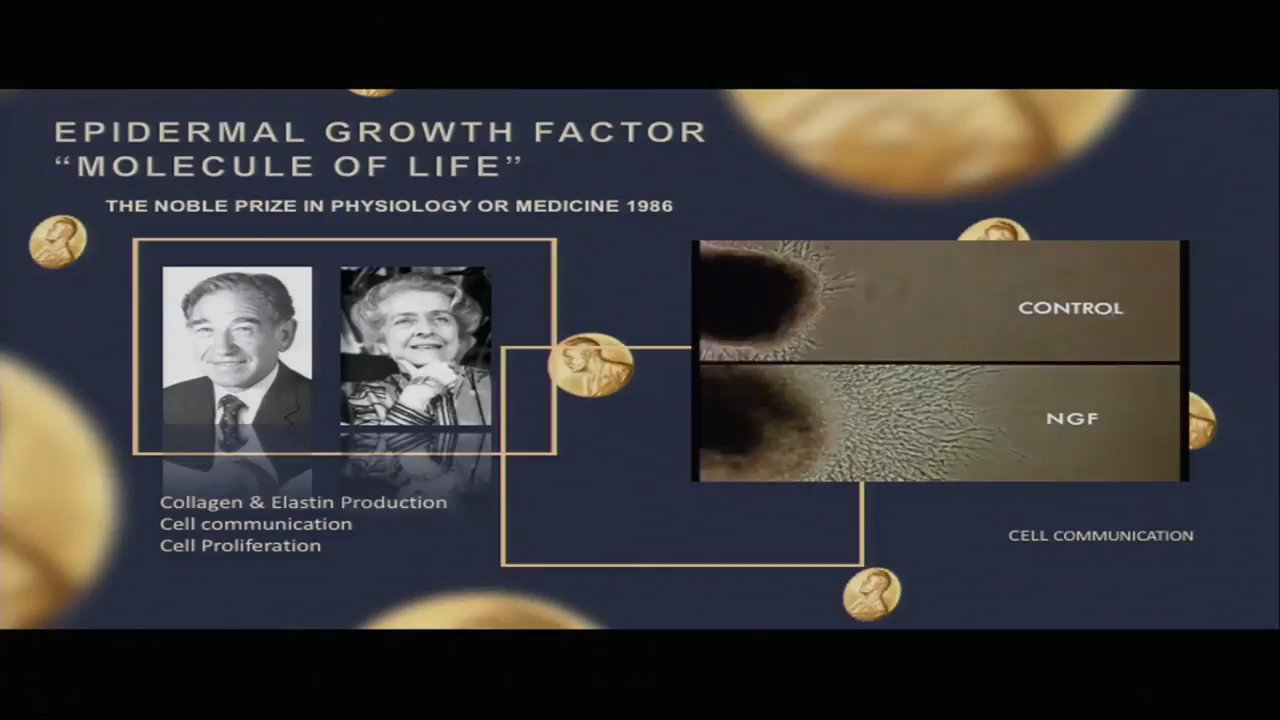 EPIDERMAL GROWTH FACTOR
“MOLECULE OF LIFE”
THE NOBLE PRIZE IN PHYSIOLOGY OR MEDICINE 1986
CONTROL
NGF
Collagen & Elastin Production
Cell communication
Cell Proliferation
CELL COMMUNICATION